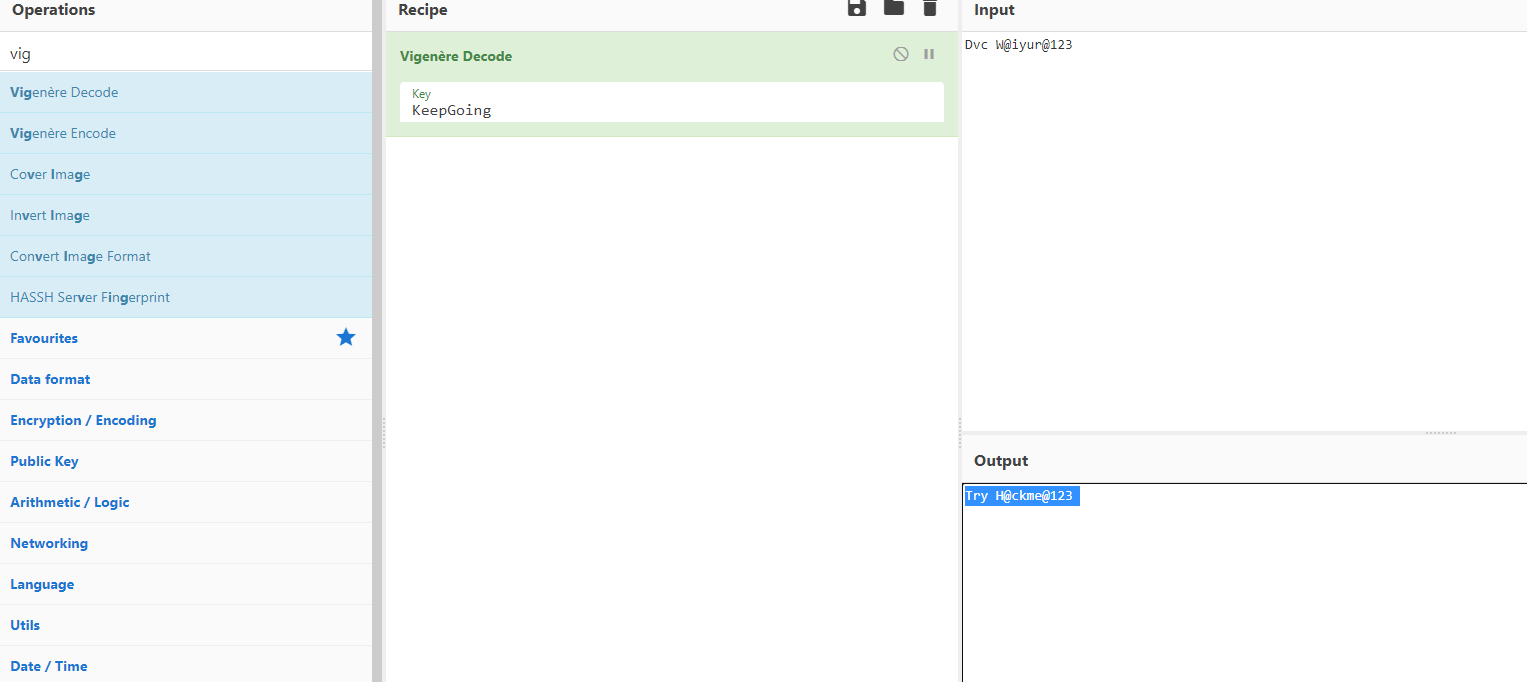 Operations
vig
Vigenère Decode
Vigenère Encode
Cover Image
Invert Image
Convert Image Format
HASSH Server Fingerprint
Favourites
Data format
Encryption / Encoding
Public Key
Arithmetic / Logic
Networking
Language
Utils
Date / Time
Recipe
Vigenère Decode
Key
KeepGoing
Input
Dvc W@iyur@123
Output
Try H@ckme@123